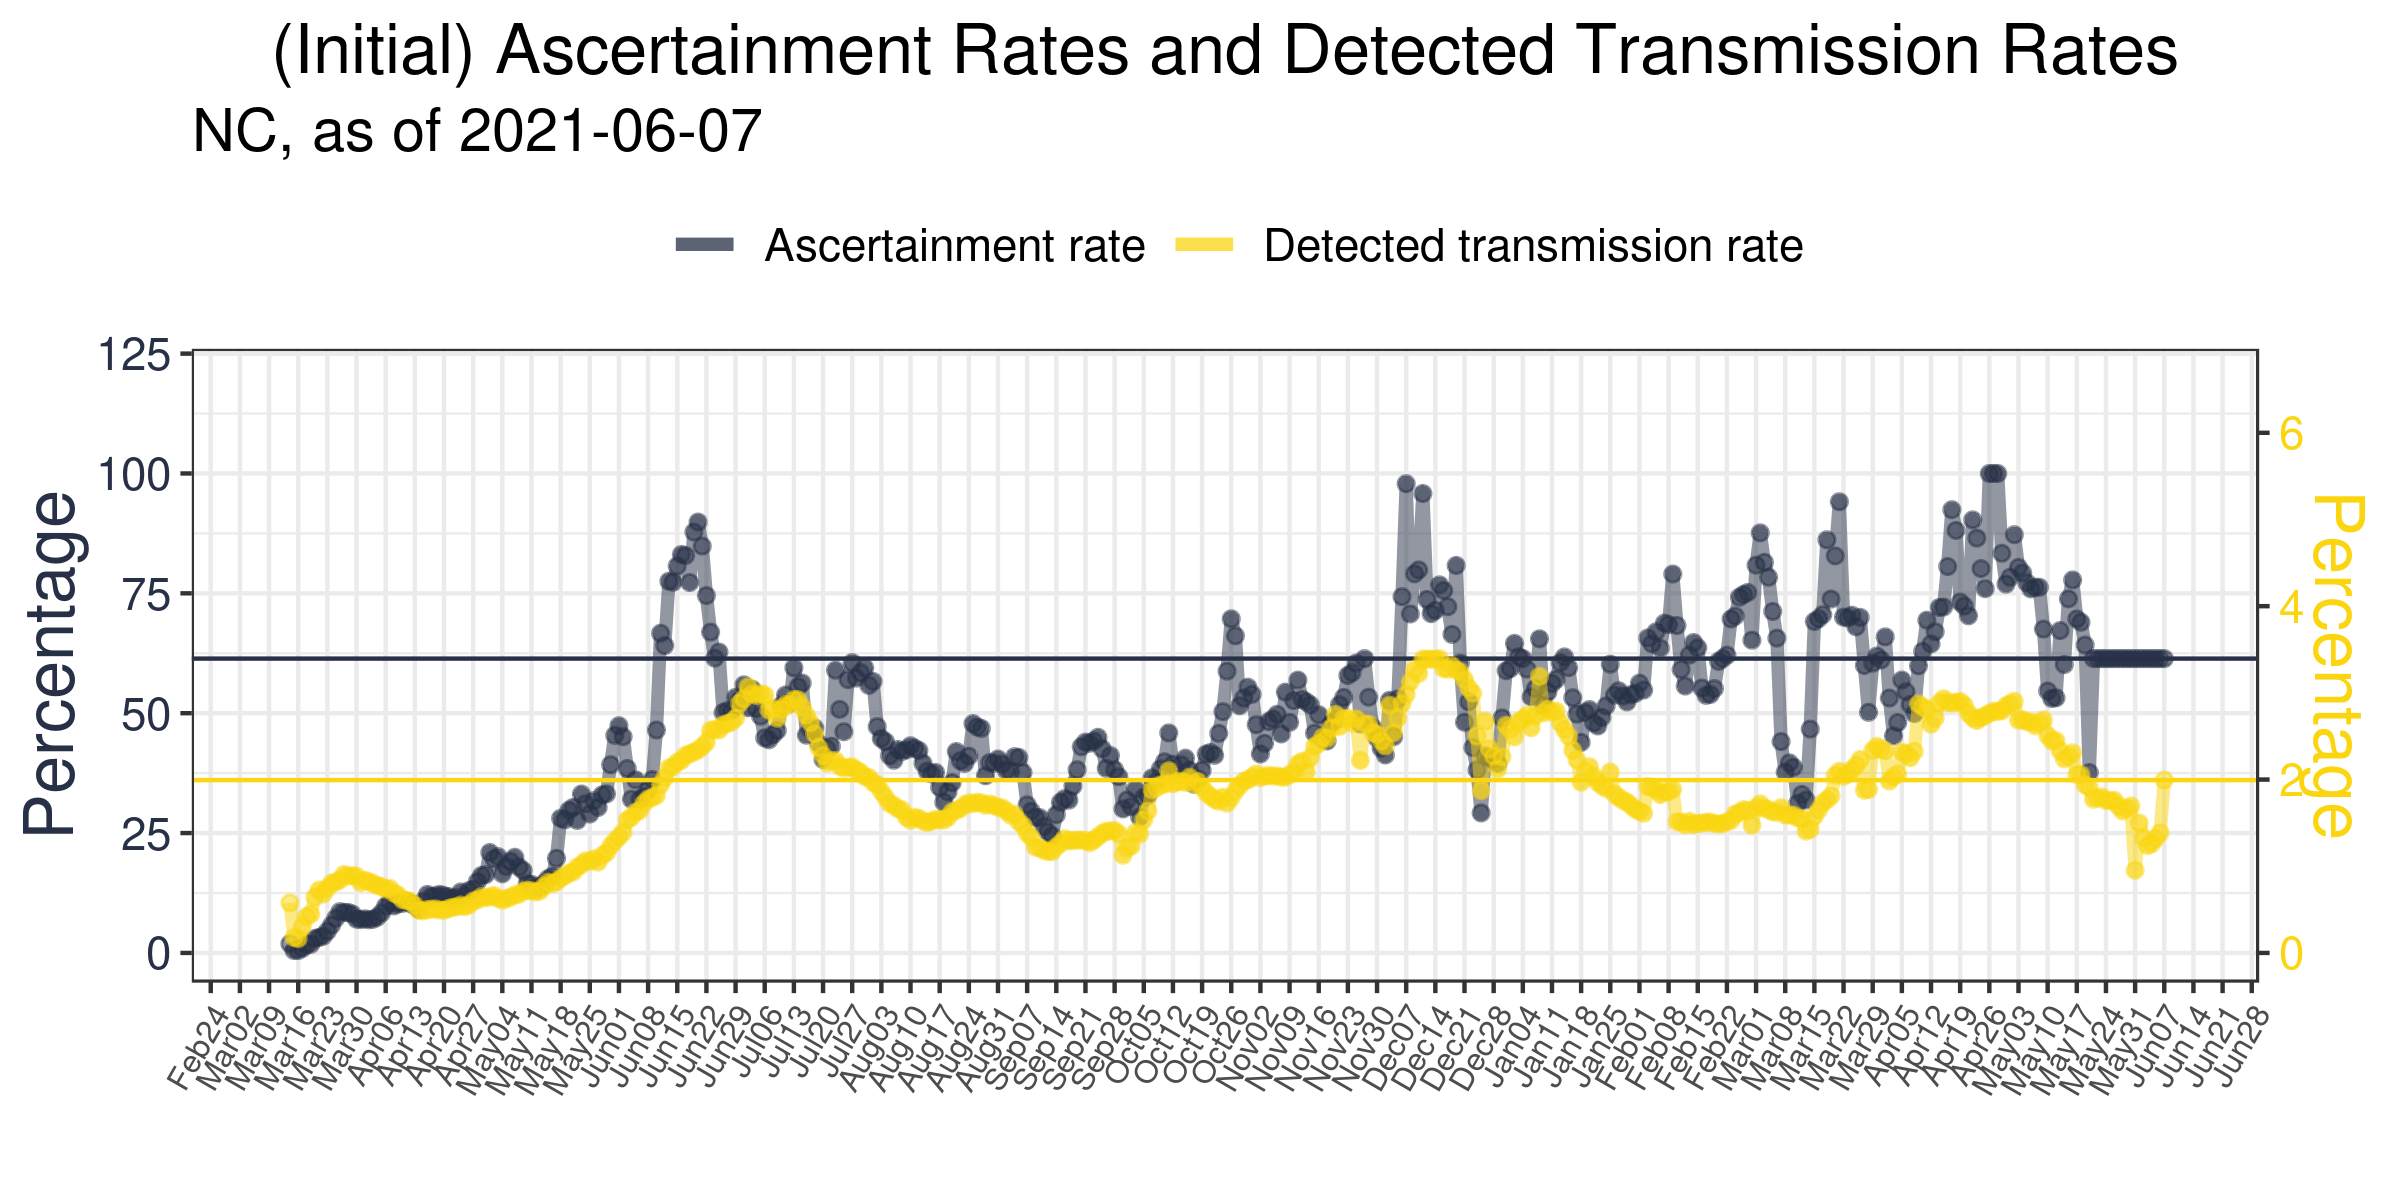 (Initial) Ascertainment Rates and Detected Transmission Rates
NC, as of 2021-06-07
Ascertainment rate
Detected transmission rate
Percentage
125
100
75
50
25
0
6
4
2
0
Percentage
Feb24
Mar02
Mar09
Mar16
Mar23
Mar30
Apr06
Apr13
Apr20
Apr27
May04
May11
May18
May25
Jun01
Jun08
Jun15
Jun22
Jun29
Jul06
Jul13
Jul20
Jul27
Aug03
Aug10
Aug17
Aug24
Aug31
Sep07
Sep14
Sep21
Sep28
Oct05
Oct12
Oct19
Oct26
Nov02
Nov09
Nov16
Nov23
Nov30
Dec07
Dec14
Dec21
Dec28
Jan04
Jan11
Jan18
Jan25
Feb01
Feb08
Feb15
Feb22
Mar01
Mar08
Mar15
Mar22
Mar29
Apr05
Apr12
Apr19
Apr26
May03
May10
May17
May24
May31
Jun07
Jun14
Jun21
Jun28